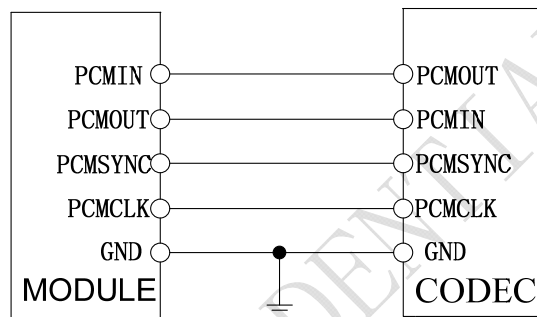 PCMIN PCMOUT
PCMOUT PCMIN
PCMSYNC PCMSYNC
PCMCLK PCMCLK
GND GND
MODULE CODEC